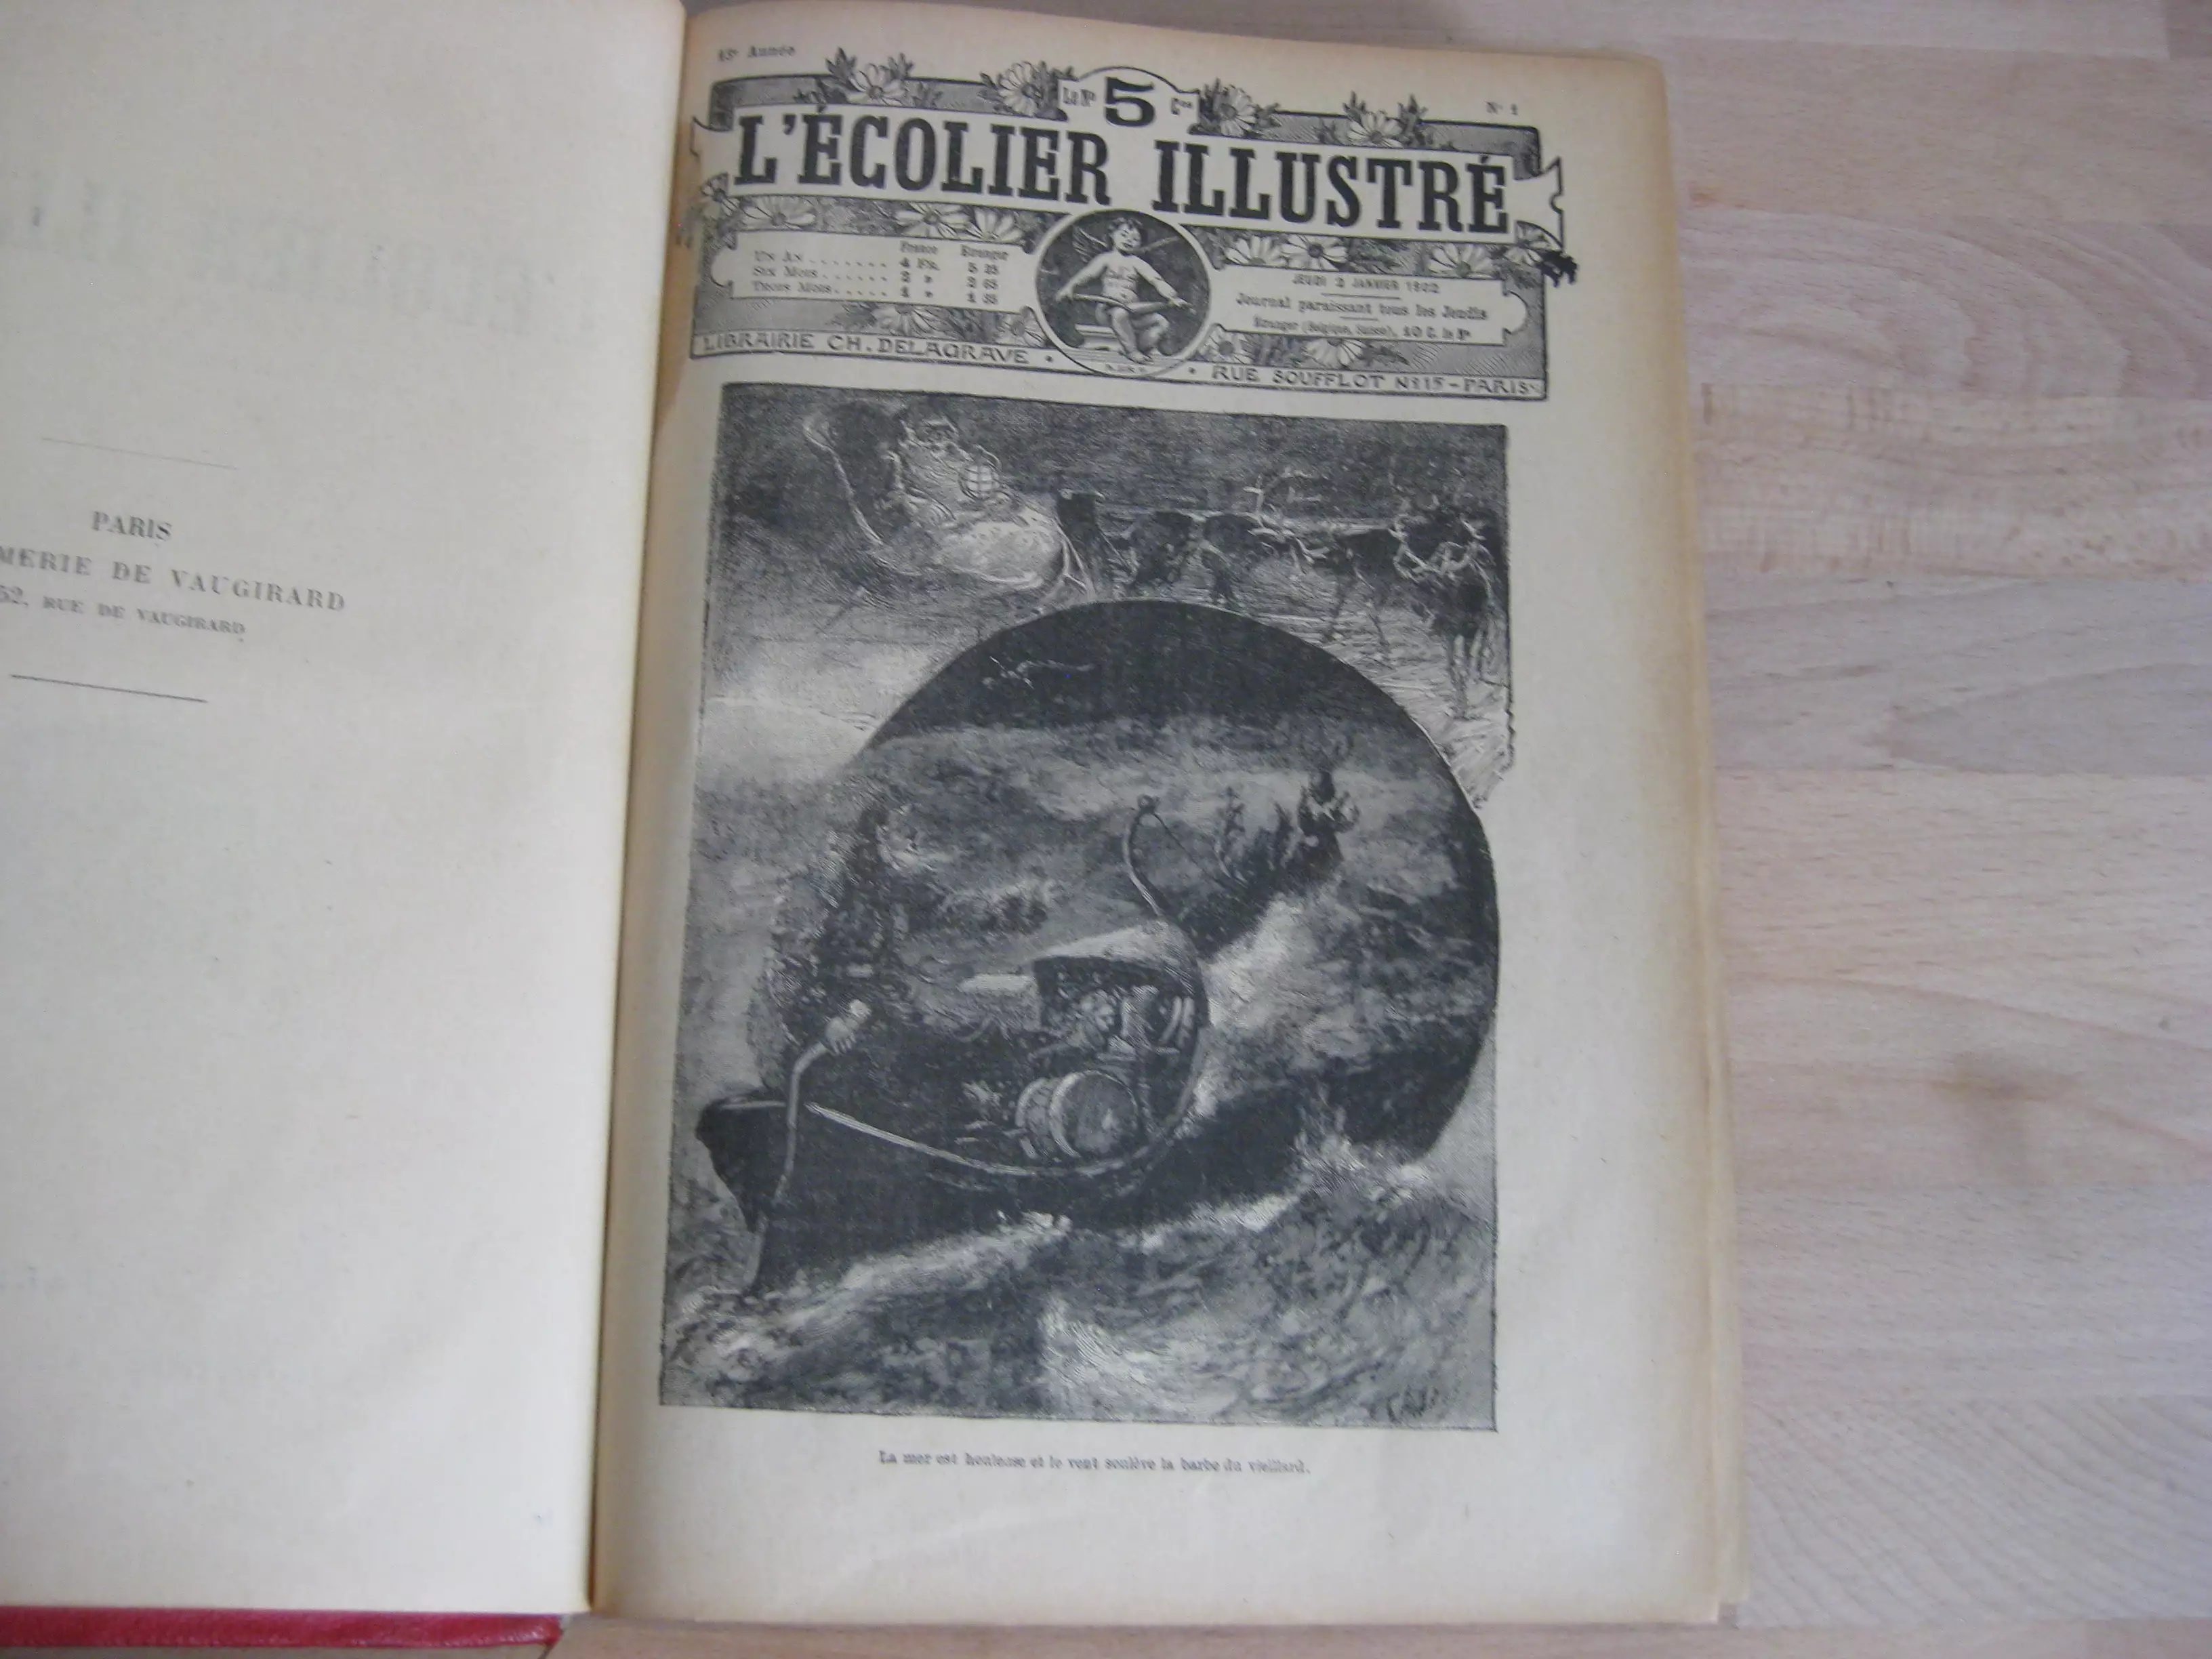 PARIS
MERIE DE VAUGIRARD
52, RUE DE VAUGIRARD
Année
Nº 1
Le Nº 5 Cmes
L'ÉCOLIER ILLUSTRÉ
France Étranger
UN AN ....... 4 FR. 5 25
SIX MOIS ...... 2 » 2 65
TROIS MOIS ..... 1 » 1 35
JEUDI 2 JANVIER 1902
Journal paraissant tous les Jeudis
Étranger (Belgique, Suisse), 10 C. le Nº
LIBRAIRIE CH. DELAGRAVE • • RUE SOUFFLOT Nº 15 - PARIS
La mer est houleuse et le vent soulève la barbe du vieillard.